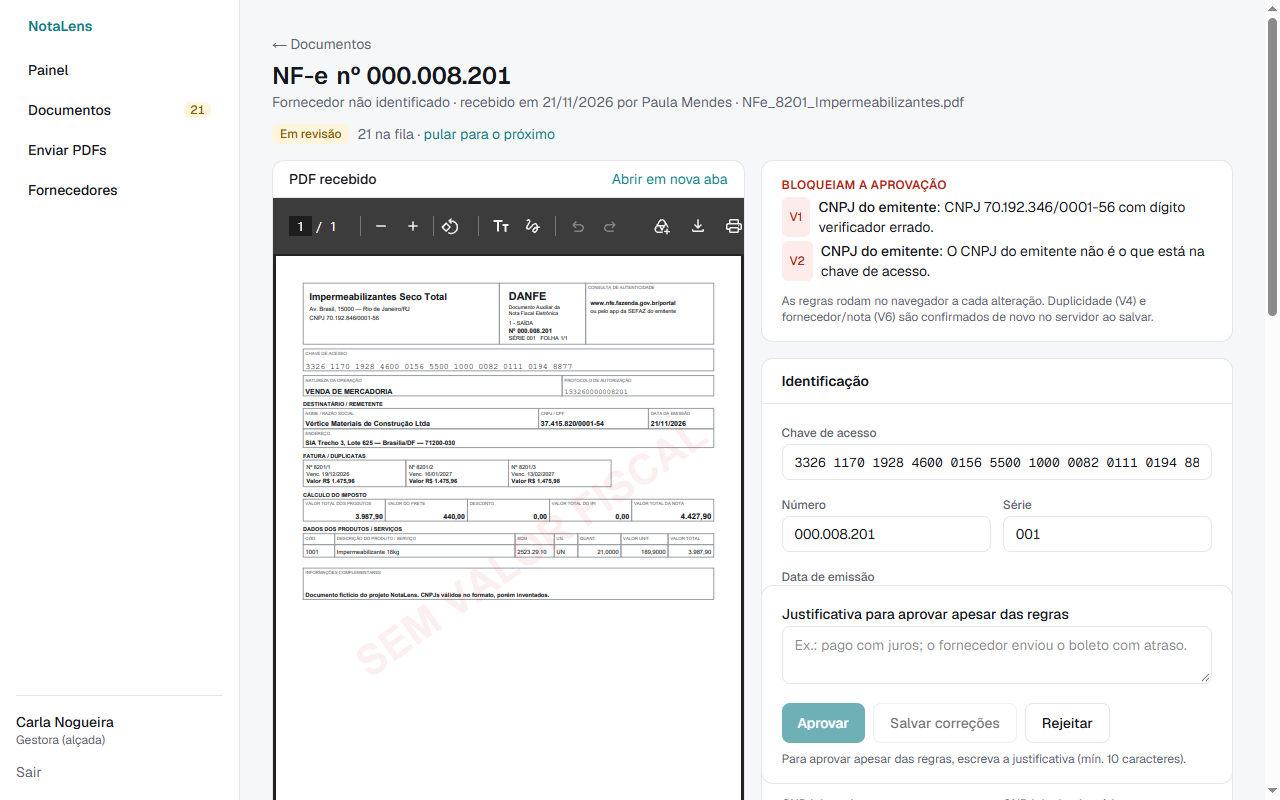 NotaLens
Painel
Documentos 21
Enviar PDFs
Fornecedores
Carla Nogueira
Gestora (alçada)
Sair
← Documentos
NF-e nº 000.008.201
Fornecedor não identificado · recebido em 21/11/2026 por Paula Mendes · NFe_8201_Impermeabilizantes.pdf
Em revisão 21 na fila · pular para o próximo
PDF recebido Abrir em nova aba
1 / 1
Impermeabilizantes Seco Total
Av. Brasil, 15000 — Rio de Janeiro/RJ
CNPJ 70.192.846/0001-56
DANFE
Documento Auxiliar da
Nota Fiscal Eletrônica
1 - SAÍDA
Nº 000.008.201
SÉRIE 001 FOLHA 1/1
CONSULTA DE AUTENTICIDADE
www.nfe.fazenda.gov.br/portal
ou pelo app da SEFAZ do emitente
CHAVE DE ACESSO
3326 1170 1928 4600 0156 5500 1000 0082 0111 0194 8877
NATUREZA DA OPERAÇÃO PROTOCOLO DE AUTORIZAÇÃO
VENDA DE MERCADORIA 153260000008201
DESTINATÁRIO / REMETENTE
NOME / RAZÃO SOCIAL CNPJ / CPF DATA DA EMISSÃO
Vértice Materiais de Construção Ltda 37.415.820/0001-54 21/11/2026
ENDEREÇO
SIA Trecho 3, Lote 625 — Brasília/DF — 71200-030
FATURA / DUPLICATAS
Nº 8201/1 Nº 8201/2 Nº 8201/3
Venc. 19/12/2026 Venc. 16/01/2027 Venc. 13/02/2027
Valor R$ 1.475,96 Valor R$ 1.475,96 Valor R$ 1.475,98
CÁLCULO DO IMPOSTO
VALOR TOTAL DOS PRODUTOS VALOR DO FRETE DESCONTO VALOR TOTAL DO IPI VALOR TOTAL DA NOTA
3.987,90 440,00 0,00 0,00 4.427,90
DADOS DOS PRODUTOS / SERVIÇOS
CÓD. DESCRIÇÃO DO PRODUTO / SERVIÇO NCM UN. QUANT. VALOR UNIT. VALOR TOTAL
1001 Impermeabilizante 18kg 2523.29.10 UN 21,0000 189,9000 3.987,90
INFORMAÇÕES COMPLEMENTARES
Documento fictício do projeto NotaLens. CNPJs válidos no formato, porém inventados.
SEM VALOR FISCAL
BLOQUEIAM A APROVAÇÃO
V1 CNPJ do emitente: CNPJ 70.192.346/0001-56 com dígito
verificador errado.
V2 CNPJ do emitente: O CNPJ do emitente não é o que está na
chave de acesso.
As regras rodam no navegador a cada alteração. Duplicidade (V4) e
fornecedor/nota (V6) são confirmados de novo no servidor ao salvar.
Identificação
Chave de acesso
3326 1170 1928 4600 0156 5500 1000 0082 0111 0194 88
Número Série
000.008.201 001
Data de emissão
Justificativa para aprovar apesar das regras
Ex.: pago com juros; o fornecedor enviou o boleto com atraso.
Aprovar Salvar correções Rejeitar
Para aprovar apesar das regras, escreva a justificativa (mín. 10 caracteres).